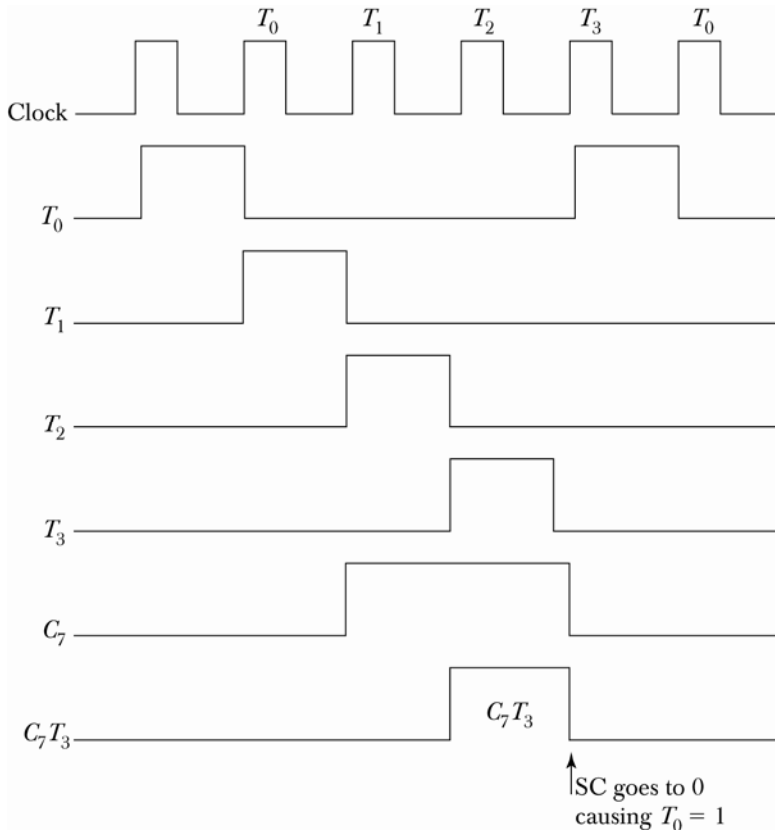 T₀ T₁ T₂ T₃ T₀
Clock
T₀
T₁
T₂
T₃
C₇
C₇T₃
C₇T₃
SC goes to 0
causing T₀ = 1